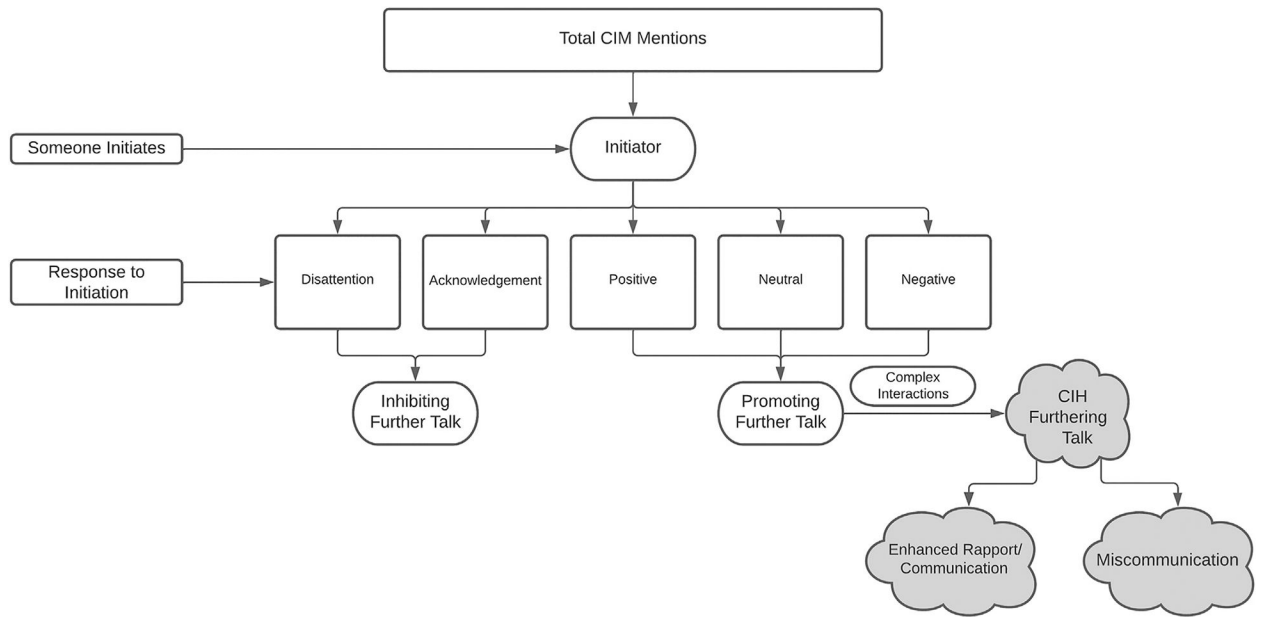 Total CIM Mentions
Someone Initiates
Initiator
Response to
Initiation
Disattention
Acknowledgement
Positive
Neutral
Negative
Inhibiting
Further Talk
Promoting
Further Talk
Complex
Interactions
CIH
Furthering
Talk
Enhanced Rapport/
Communication
Miscommunication